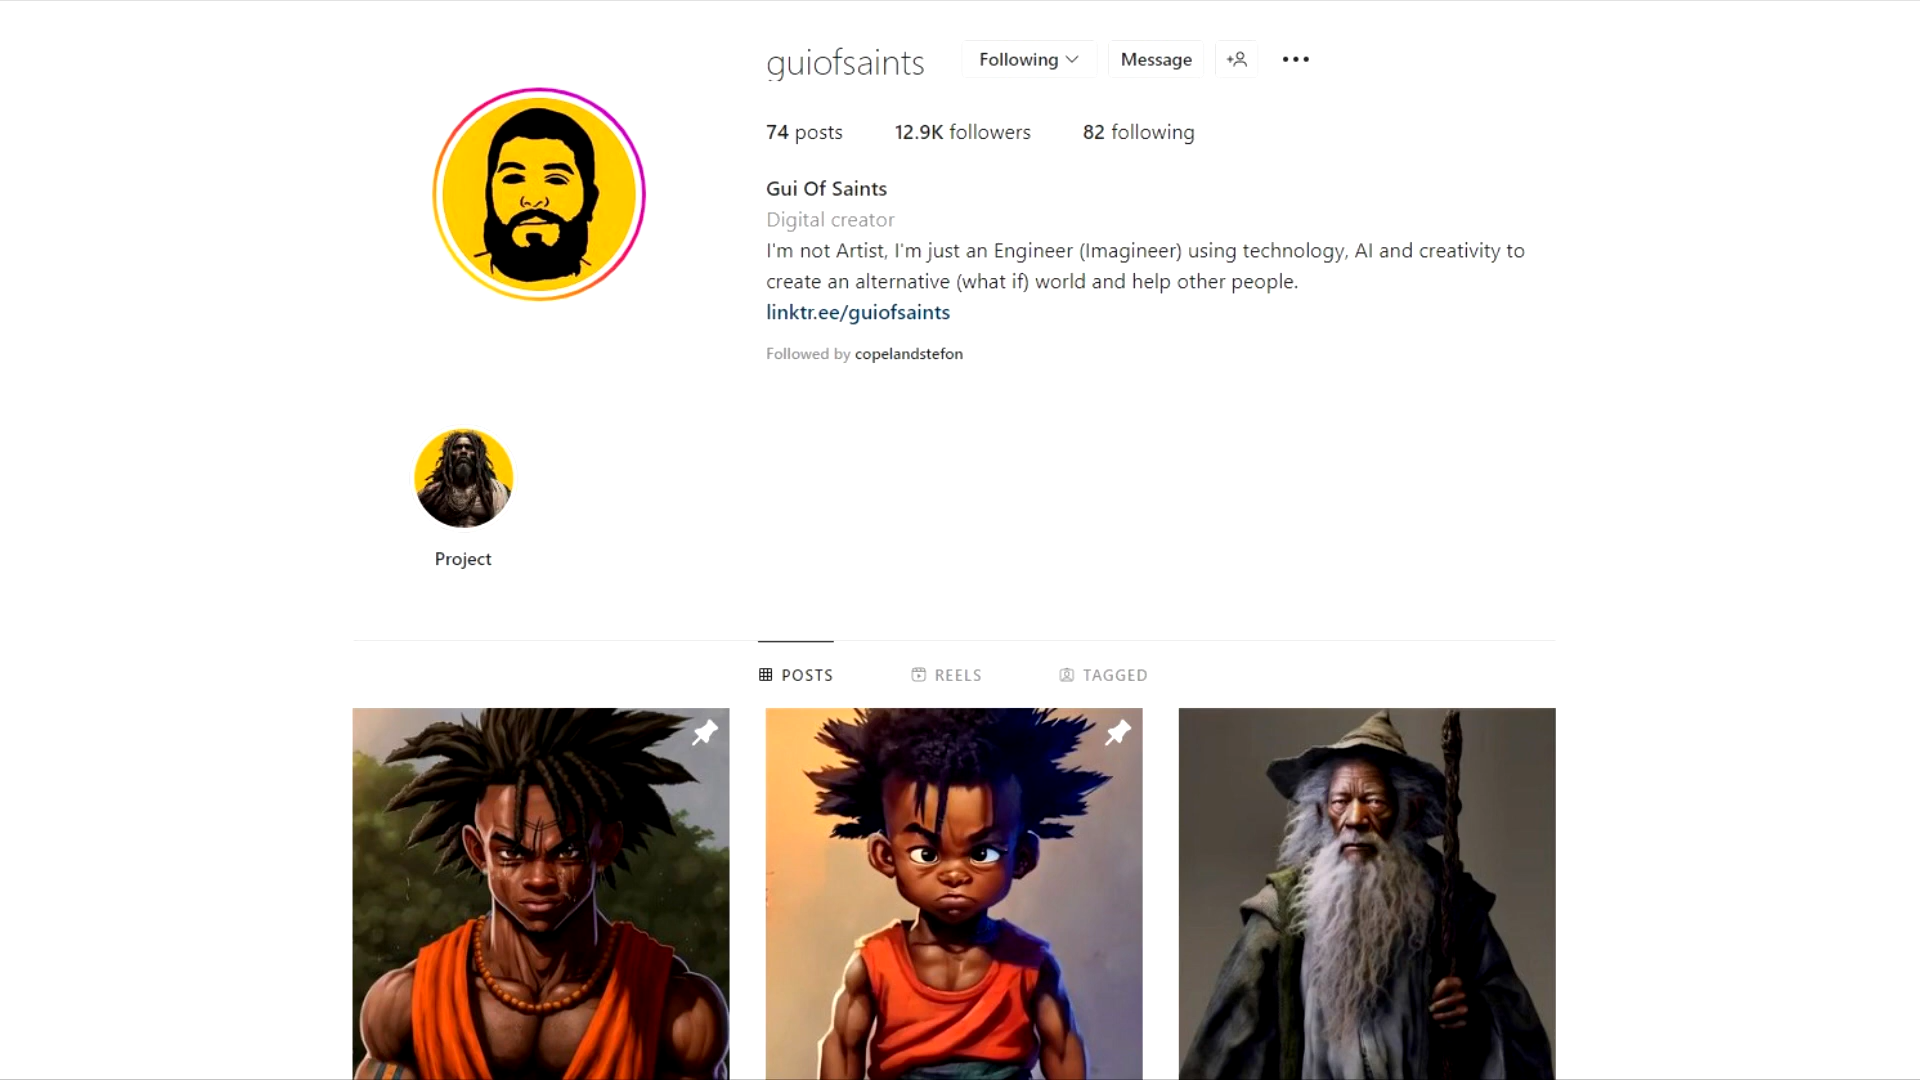 guiofsaints Following Message
74 posts 12.9K followers 82 following
Gui Of Saints
Digital creator
I'm not Artist, I'm just an Engineer (Imagineer) using technology, AI and creativity to
create an alternative (what if) world and help other people.
linktr.ee/guiofsaints
Followed by copelandstefon
Project
POSTS REELS TAGGED